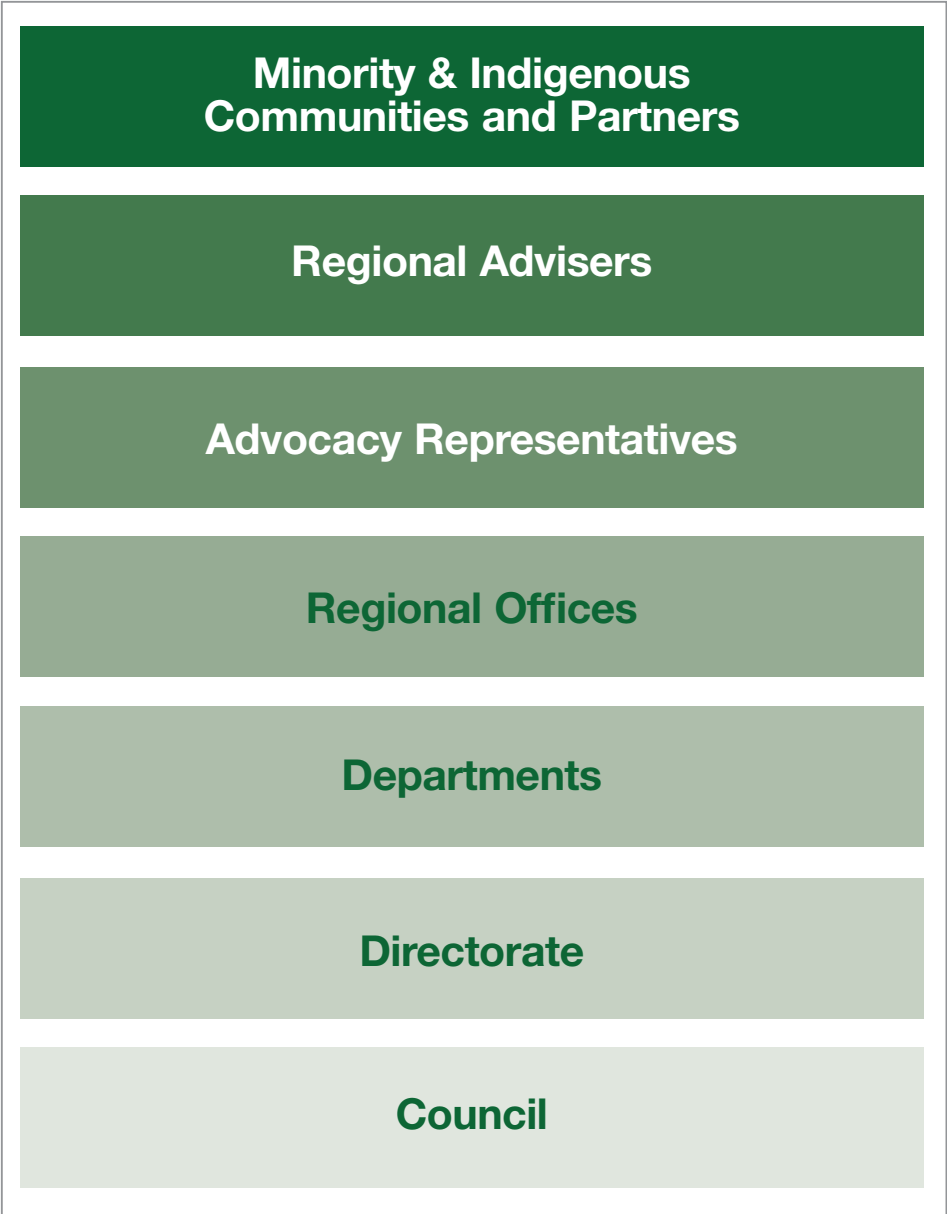 Minority & Indigenous
Communities and Partners
Regional Advisers
Advocacy Representatives
Regional Offices
Departments
Directorate
Council